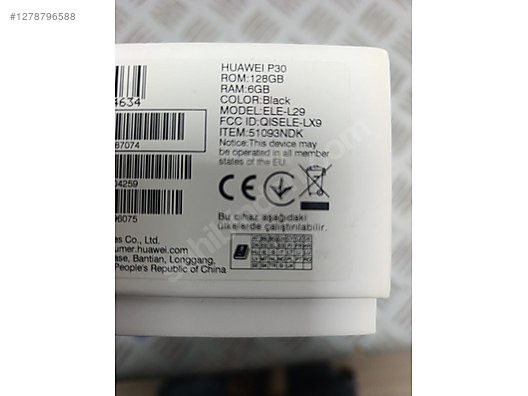 #1278796588
HUAWEI P30
ROM:128GB
RAM:6GB
COLOR:Black
MODEL:ELE-L29
FCC ID:QISELE-LX9
ITEM:51093NDK
Notice:This device may
be operated in all member
states of the EU.
4634
87074
04259
96075
CE
Bu cihaz aşağıdaki
ülkelerde çalıştırılabilir.
es Co., Ltd.
umer.huawei.com
ase, Bantian, Longgang,
People's Republic of China